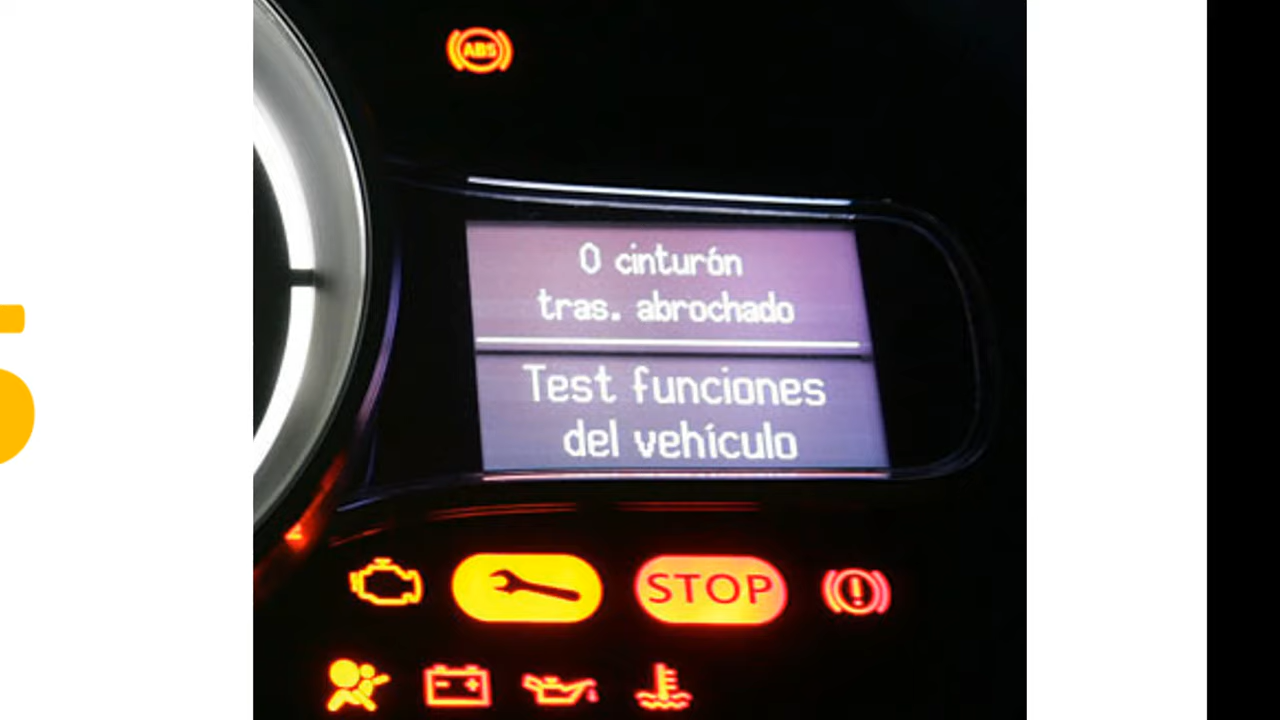 ABS
0 cinturón
tras. abrochado
Test funciones
del vehículo
STOP